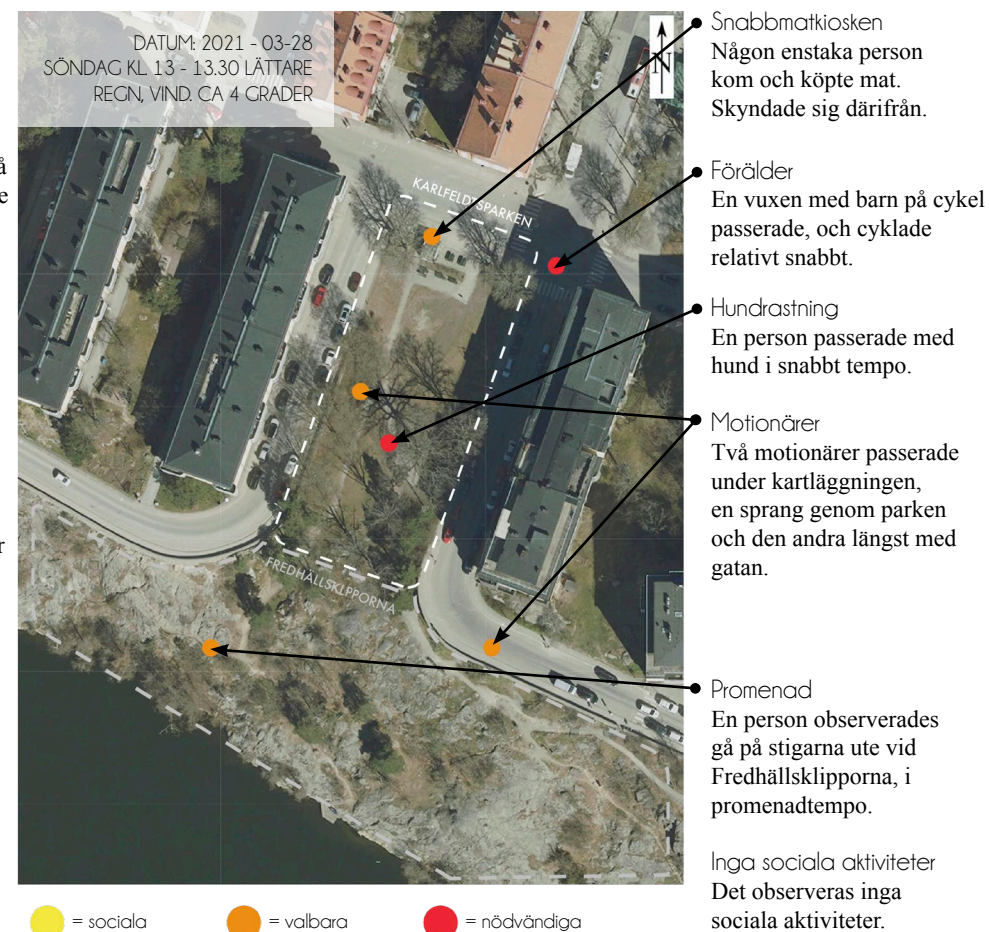 DATUM: 2021 - 03-28
SÖNDAG KL. 13 - 13.30 LÄTTARE
REGN, VIND. CA 4 GRADER
N
å
e
r
KARLFELDTSPARKEN
FREDHÄLLSKLIPPORNA
Snabbmatkiosken
Någon enstaka person
kom och köpte mat.
Skyndade sig därifrån.
Förälder
En vuxen med barn på cykel
passerade, och cyklade
relativt snabbt.
Hundrastning
En person passerade med
hund i snabbt tempo.
Motionärer
Två motionärer passerade
under kartläggningen,
en sprang genom parken
och den andra längst med
gatan.
Promenad
En person observerades
gå på stigarna ute vid
Fredhällsklipporna, i
promenadtempo.
Inga sociala aktiviteter
Det observeras inga
sociala aktiviteter.
= sociala
= valbara
= nödvändiga